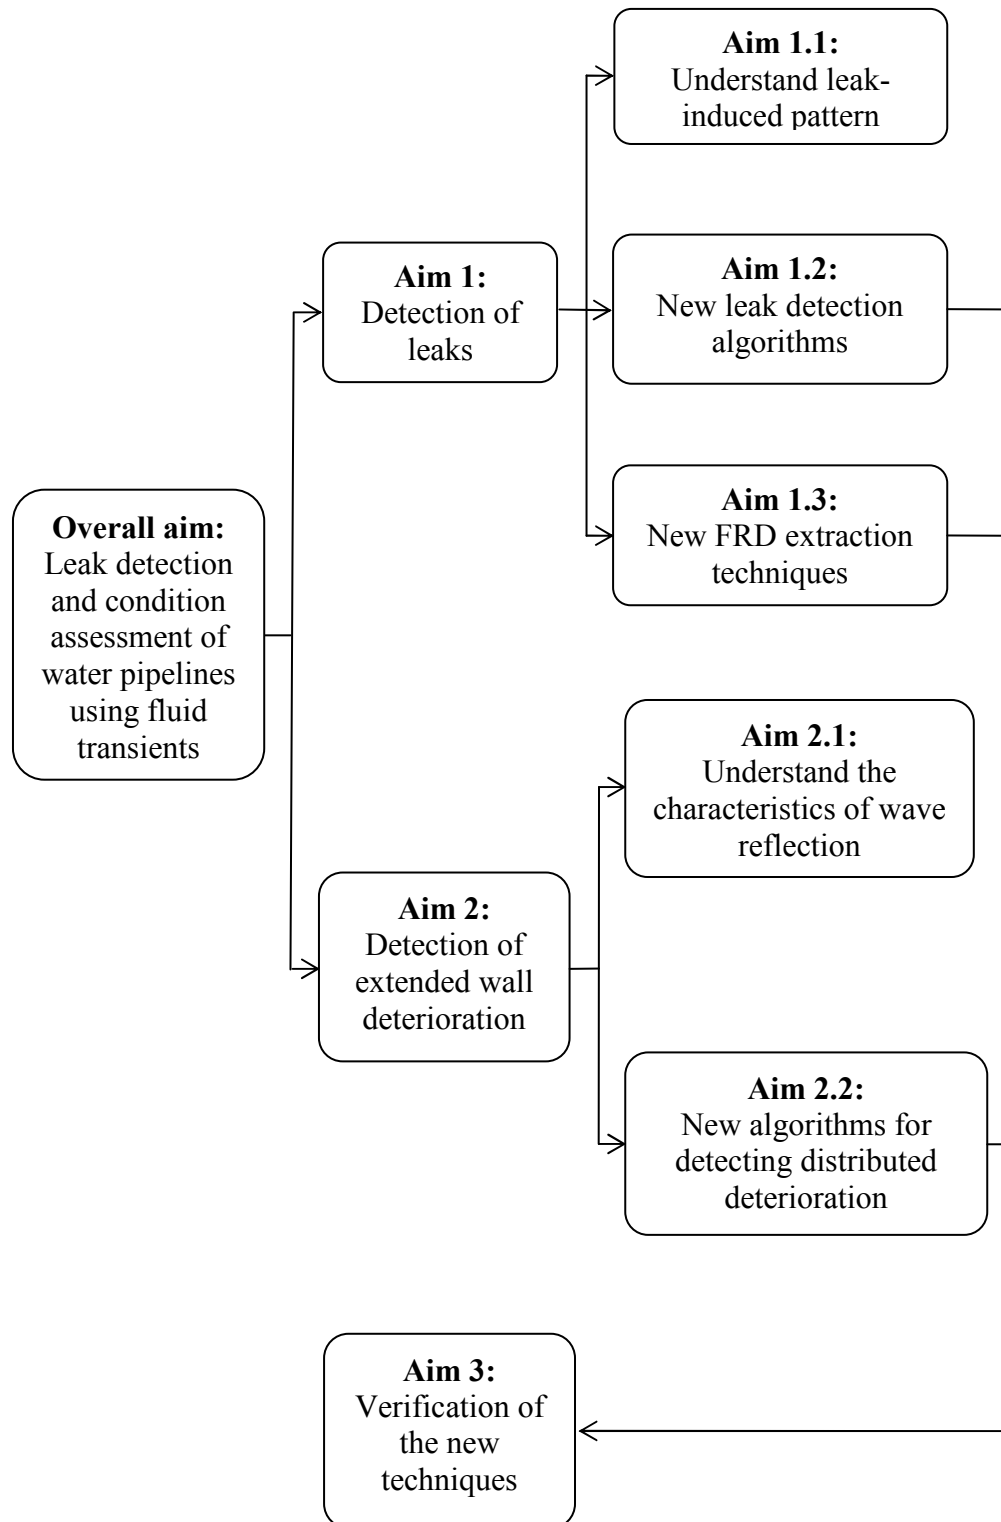 Aim 1.1:
Understand leak-
induced pattern
Aim 1:
Detection of
leaks
Aim 1.2:
New leak detection
algorithms
Aim 1.3:
New FRD extraction
techniques
Overall aim:
Leak detection
and condition
assessment of
water pipelines
using fluid
transients
Aim 2.1:
Understand the
characteristics of wave
reflection
Aim 2:
Detection of
extended wall
deterioration
Aim 2.2:
New algorithms for
detecting distributed
deterioration
Aim 3:
Verification of
the new
techniques